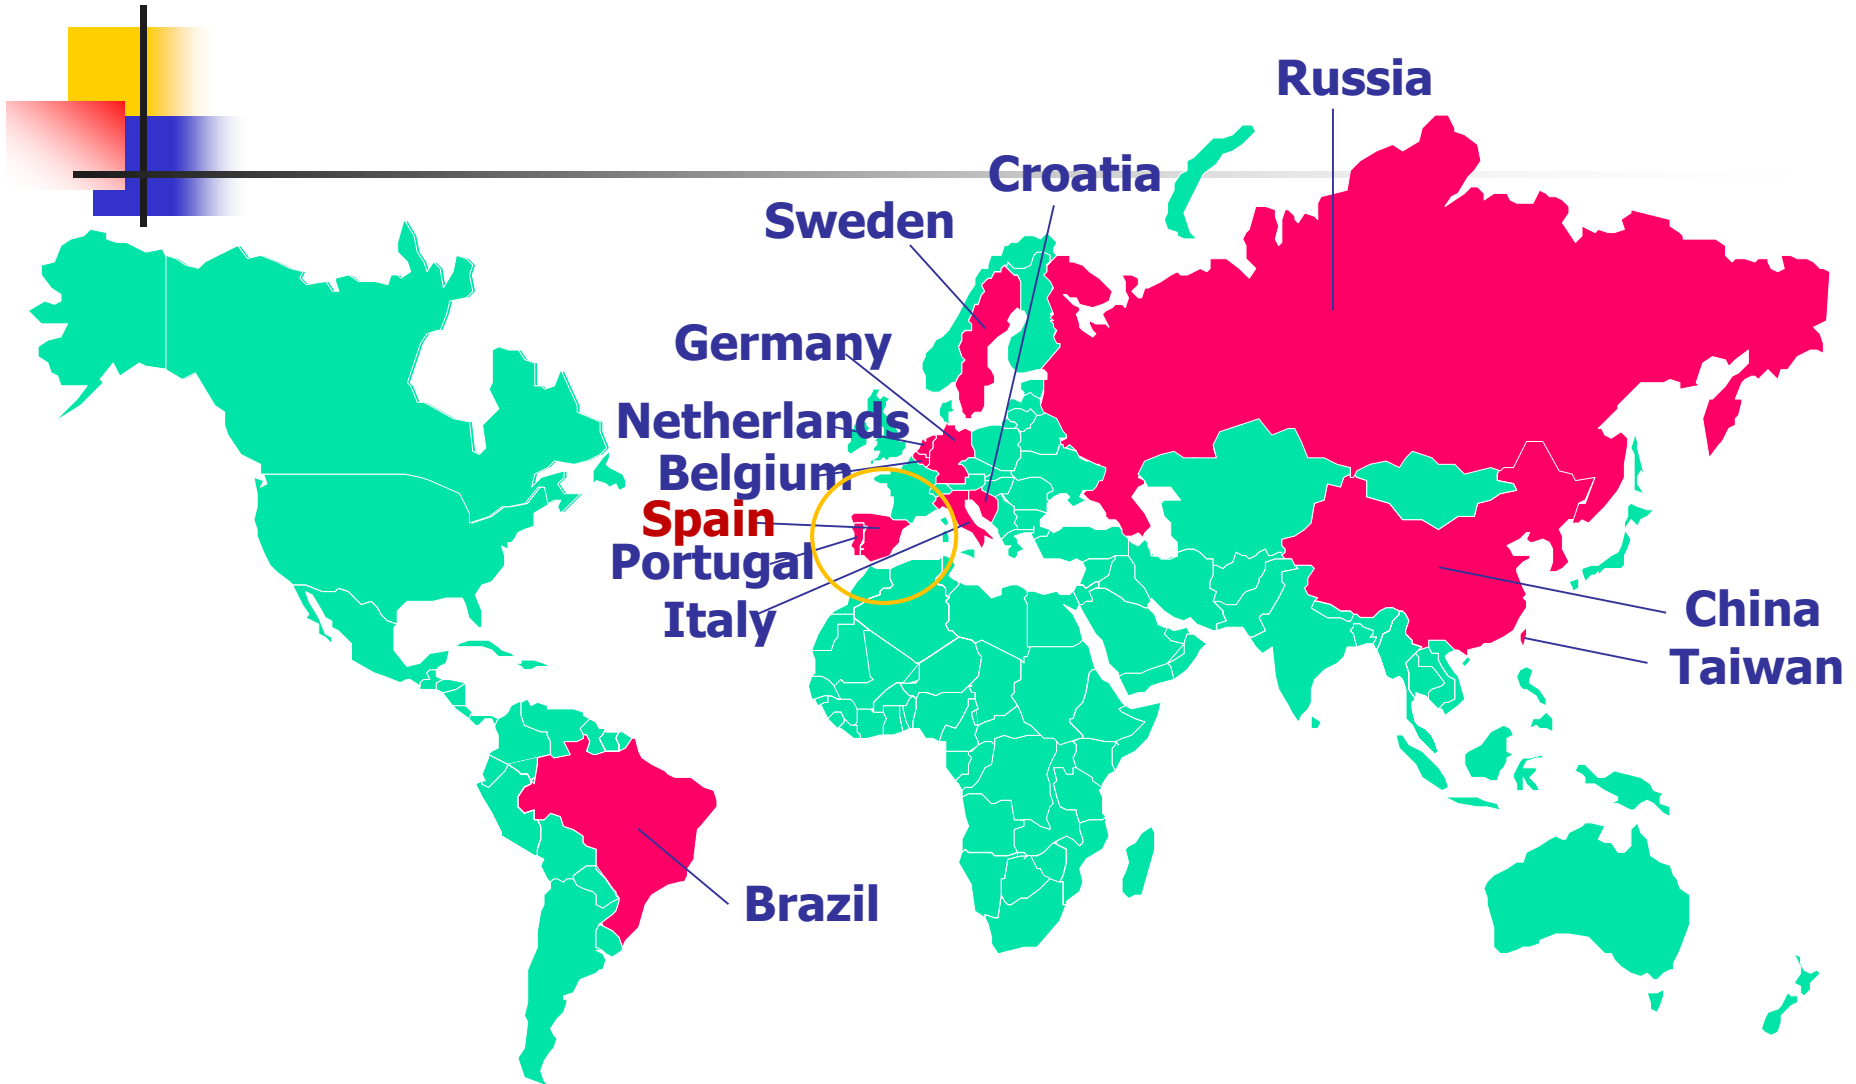 Russia
Croatia
Sweden
Germany
Netherlands
Belgium
Spain
Portugal
Italy
China
Taiwan
Brazil